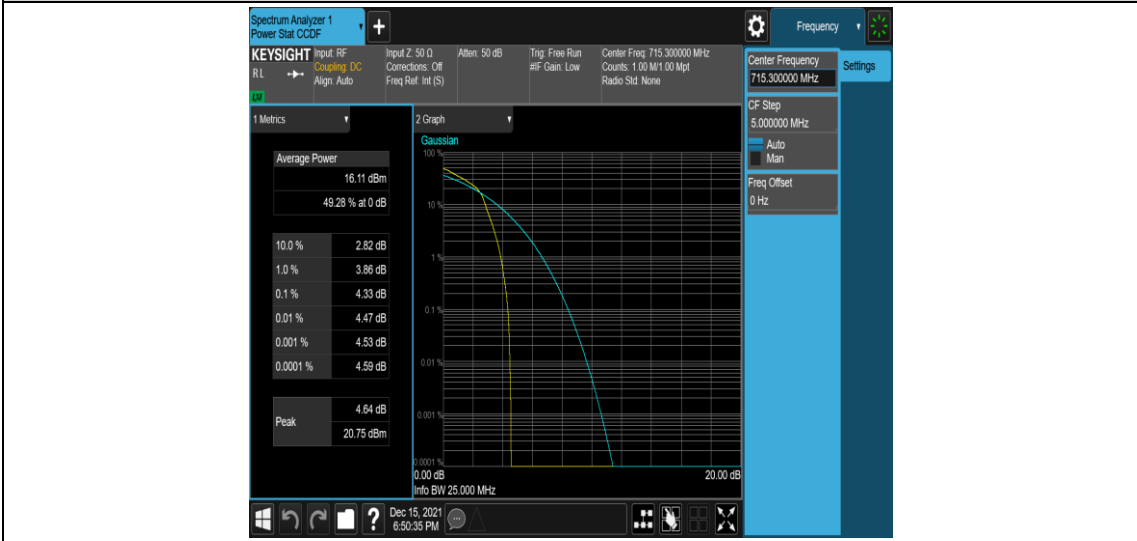 Spectrum Analyzer 1
Power Stat CCDF
+
Frequency
KEYSIGHT
RL
LNI
Input: RF
Coupling: DC
Align: Auto
Input Z: 50 Ω
Corrections: Off
Freq Ref: Int (S)
Atten: 50 dB
Trig: Free Run
#IF Gain: Low
Center Freq: 715.300000 MHz
Counts: 1.00 M/1.00 Mpt
Radio Std: None
Center Frequency
715.300000 MHz
Settings
CF Step
5.000000 MHz
Auto
Man
Freq Offset
0 Hz
1 Metrics
Average Power
16.11 dBm
49.28 % at 0 dB
10.0 % 2.82 dB
1.0 % 3.86 dB
0.1 % 4.33 dB
0.01 % 4.47 dB
0.001 % 4.53 dB
0.0001 % 4.59 dB
Peak
4.64 dB
20.75 dBm
2 Graph
Gaussian
100 %
10 %
1 %
0.1 %
0.01 %
0.001 %
0.0001 %
0.00 dB
20.00 dB
Info BW 25.000 MHz
?
Dec 15, 2021
6:50:35 PM